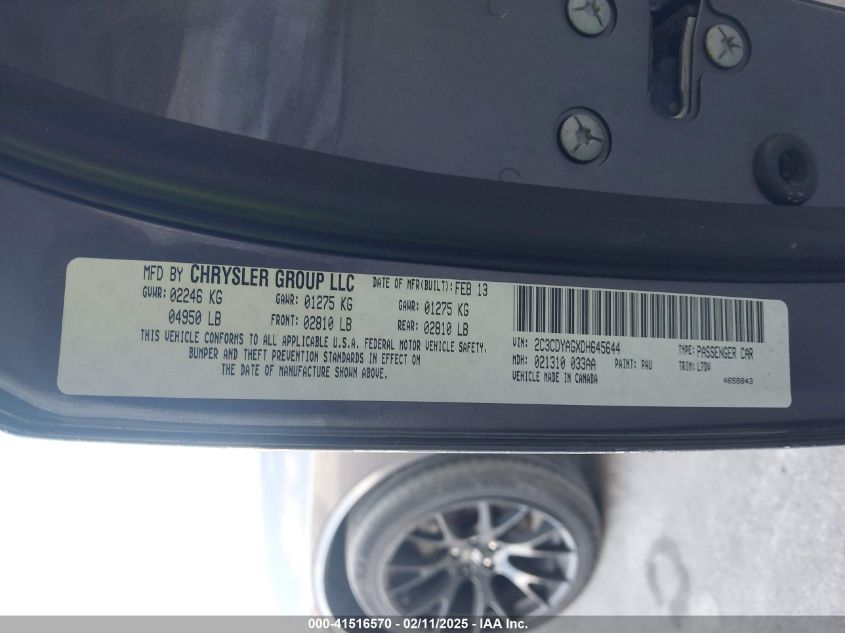 MFD BY CHRYSLER GROUP LLC DATE OF MFR(BUILT): FEB 13
GVWR: 02246 KG GAWR: 01275 KG GAWR: 01275 KG
04950 LB FRONT: 02810 LB REAR: 02810 LB
THIS VEHICLE CONFORMS TO ALL APPLICABLE U.S. FEDERAL MOTOR VEHICLE SAFETY,
BUMPER AND THEFT PREVENTION STANDARDS IN EFFECT ON
THE DATE OF MANUFACTURE SHOWN ABOVE.
VIN: 2C3CDYAGXDH645644 TYPE: PASSENGER CAR
MDH: 021310 033AA PAINT: PAU TRIM: L7DV
VEHICLE MADE IN CANADA 4658843
000-41516570 - 02/11/2025 - IAA Inc.